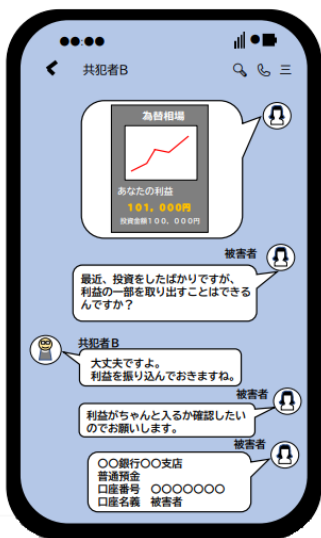 ●●:●●
共犯者B
三
為替相場
あなたの利益
101，000円
投資金額１００，０００円
被害者
最近、投資をしたばかりですが、
利益の一部を取り出すことはできる
んですか？
共犯者B
大丈夫ですよ。
利益を振り込んでおきますね。
被害者
利益がちゃんと入るか確認したい
のでお願いします。
被害者
〇〇銀行〇〇支店
普通預金
口座番号　〇〇〇〇〇〇〇
口座名義　被害者